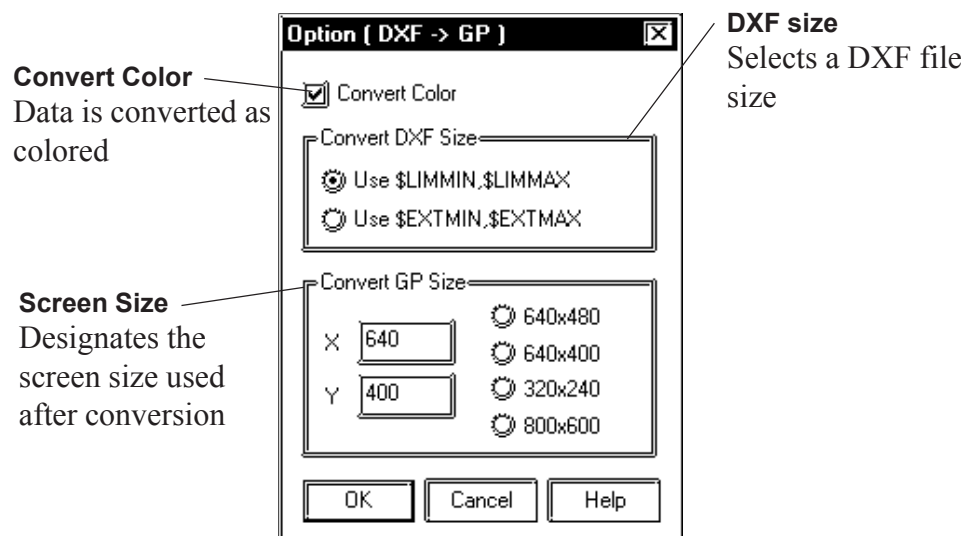 Option ( DXF -> GP )
DXF size
Selects a DXF file
size
Convert Color
Data is converted as
colored
Convert Color
Convert DXF Size
Use $LIMMIN,$LIMMAX
Use $EXTMIN,$EXTMAX
Screen Size
Designates the
screen size used
after conversion
Convert GP Size
X 640
Y 400
640x480
640x400
320x240
800x600
OK Cancel Help